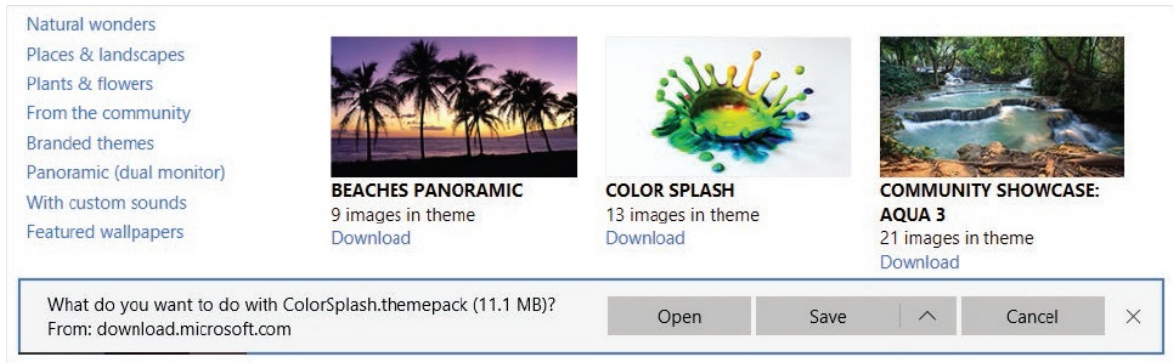 Natural wonders
Places & landscapes
Plants & flowers
From the community
Branded themes
Panoramic (dual monitor)
With custom sounds
Featured wallpapers
BEACHES PANORAMIC
9 images in theme
Download
COLOR SPLASH
13 images in theme
Download
COMMUNITY SHOWCASE:
AQUA 3
21 images in theme
Download
What do you want to do with ColorSplash.themepack (11.1 MB)?
From: download.microsoft.com
Open
Save
Cancel